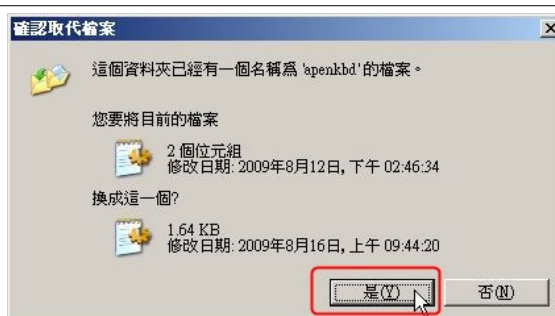 確認取代檔案
這個資料夾已經有一個名稱為 'apenkbd' 的檔案。
您要將目前的檔案
2 個位元組
修改日期: 2009年8月12日, 下午 02:46:34
換成這一個?
1.64 KB
修改日期: 2009年8月16日, 上午 09:44:20
是(Y)
否(N)